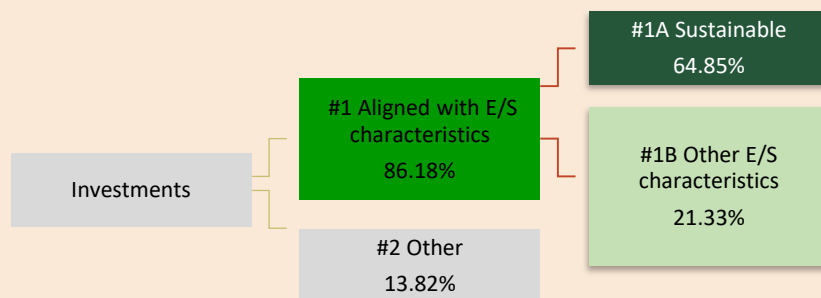 Investments
#1 Aligned with E/S
characteristics
86.18%
#2 Other
13.82%
#1A Sustainable
64.85%
#1B Other E/S
characteristics
21.33%